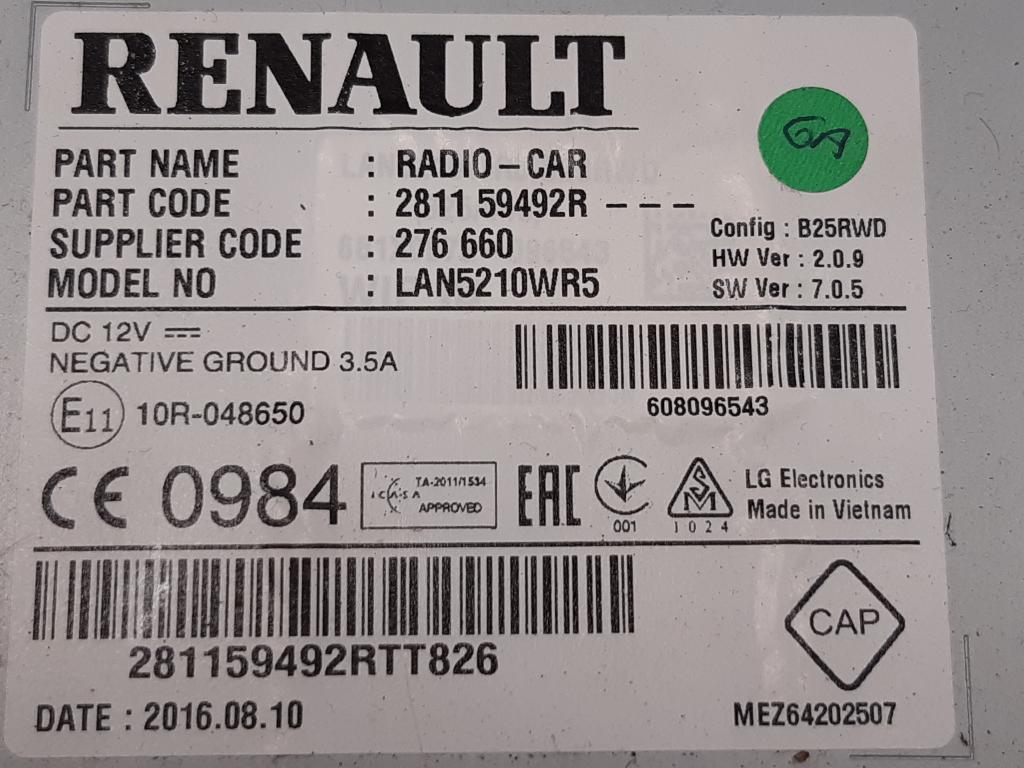 RENAULT
PART NAME : RADIO-CAR
PART CODE : 2811 59492R ---
SUPPLIER CODE : 276 660
MODEL NO : LAN5210WR5
Config : B25RWD
HW Ver : 2.0.9
SW Ver : 7.0.5
DC 12V
NEGATIVE GROUND 3.5A
608096543
E11 10R-048650
CE 0984
ICASA
TA-2011/1534
APPROVED
EAC
001
SM
1024
LG Electronics
Made in Vietnam
281159492RTT826
CAP
DATE : 2016.08.10
MEZ64202507